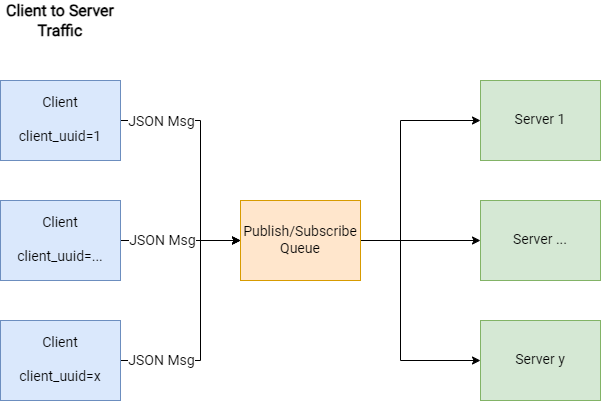 Client to Server
Traffic
Client
client_uuid=1
JSON Msg
Server 1
Client
client_uuid=...
JSON Msg
Publish/Subscribe
Queue
Server ...
Client
client_uuid=x
JSON Msg
Server y